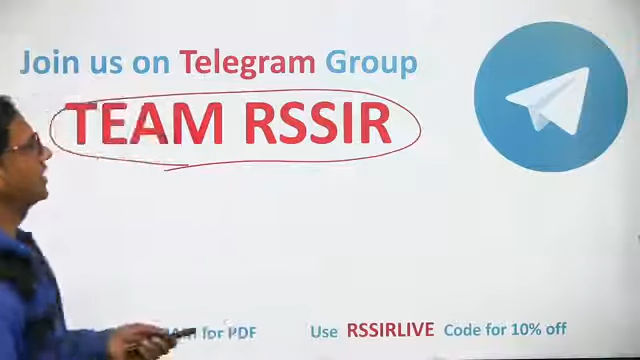 Join us on Telegram Group
TEAM RSSIR
for PDF
Use RSSIRLIVE Code for 10% off